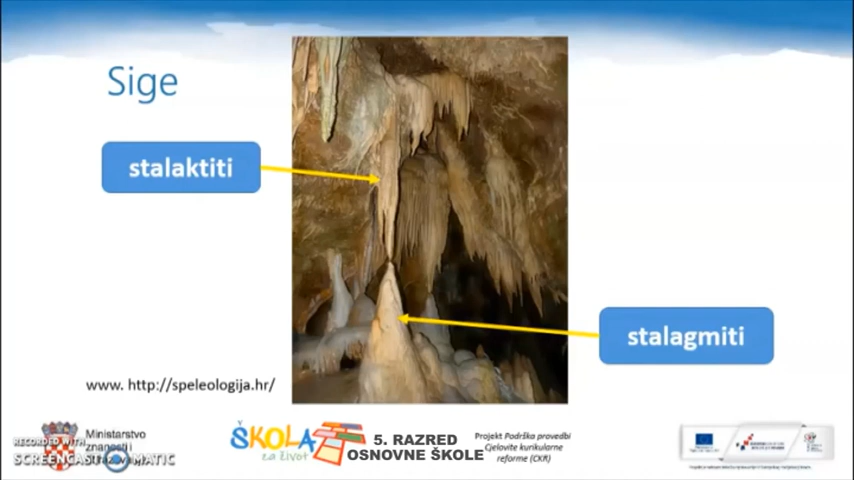 Sige
stalaktiti
stalagmiti
www. http://speleologija.hr/
RECORDED WITH
SCREENCAST MATIC
Ministarstvo
znanosti i
ŠKOLA
za život
5. RAZRED
OSNOVNE ŠKOLE
Projekt Podrška provedbi
Cjelovite kurikularne
reforme (CKR)